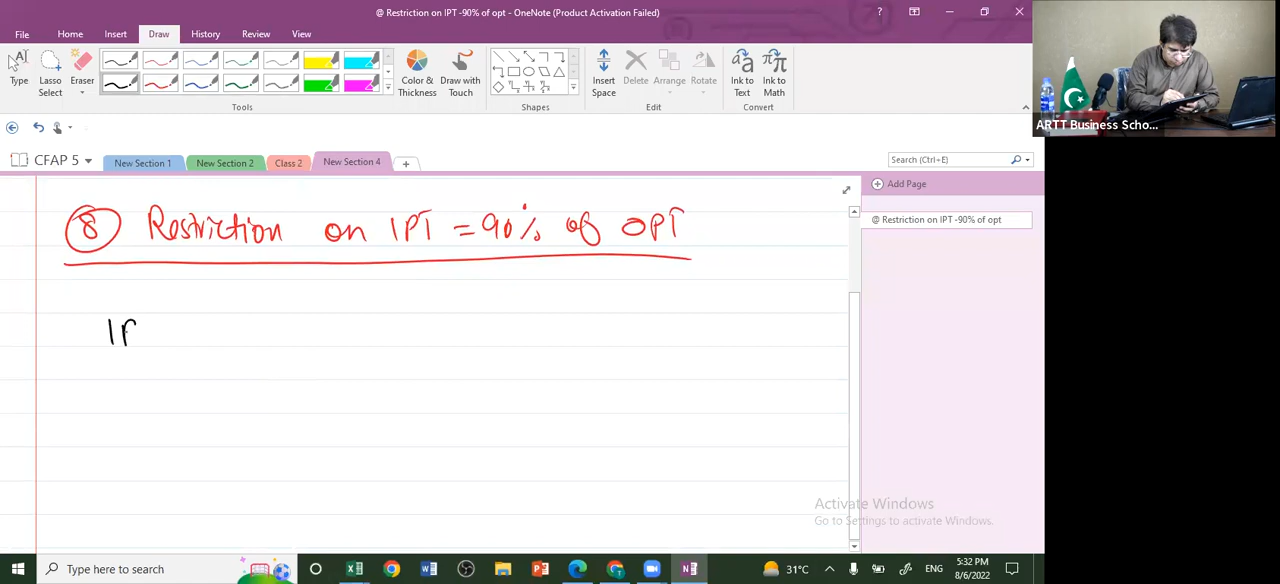 @ Restriction on IPT -90% of opt - OneNote (Product Activation Failed)
File Home Insert Draw History Review View
Type Lasso Select Eraser Color & Thickness Draw with Touch Insert Space Delete Arrange Rotate Ink to Text Ink to Math
Tools Shapes Edit Convert
ARTT Business Scho...
CFAP 5 New Section 1 New Section 2 Class 2 New Section 4 Search (Ctrl+E)
Add Page
@ Restriction on IPT -90% of opt
⑧ Restriction on IPT = 90% of OPT
IP
Activate Windows
Go to Settings to activate Windows.
Type here to search 31°C ENG 5:32 PM
8/6/2022